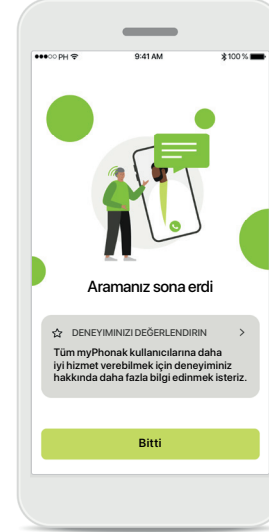 PH 9:41 AM 100 %
Aramanız sona erdi
DENEYIMINIZI DEĞERLENDIRIN
Tüm myPhonak kullanıcılarına daha
iyi hizmet verebilmek için deneyiminiz
hakkında daha fazla bilgi edinmek isteriz.
Bitti